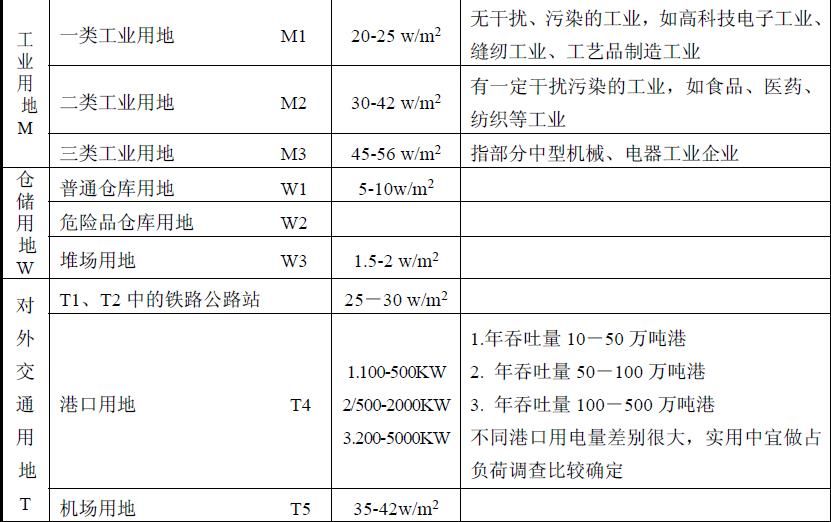 工业用地M
一类工业用地 M1 20-25 w/m2 无干扰、污染的工业，如高科技电子工业、
缝纫工业、工艺品制造工业
二类工业用地 M2 30-42 w/m2 有一定干扰污染的工业，如食品、医药、
纺织等工业
三类工业用地 M3 45-56 w/m2 指部分中型机械、电器工业企业
仓储用地W
普通仓库用地 W1 5-10w/m2
危险品仓库用地 W2
堆场用地 W3 1.5-2 w/m2
对外交通用地T
T1、T2 中的铁路公路站 25－30 w/m2
港口用地 T4
1.100-500KW
2/500-2000KW
3.200-5000KW
1.年吞吐量 10－50 万吨港
2. 年吞吐量 50－100 万吨港
3. 年吞吐量 100－500 万吨港
不同港口用电量差别很大，实用中宜做占
负荷调查比较确定
机场用地 T5 35-42w/m2